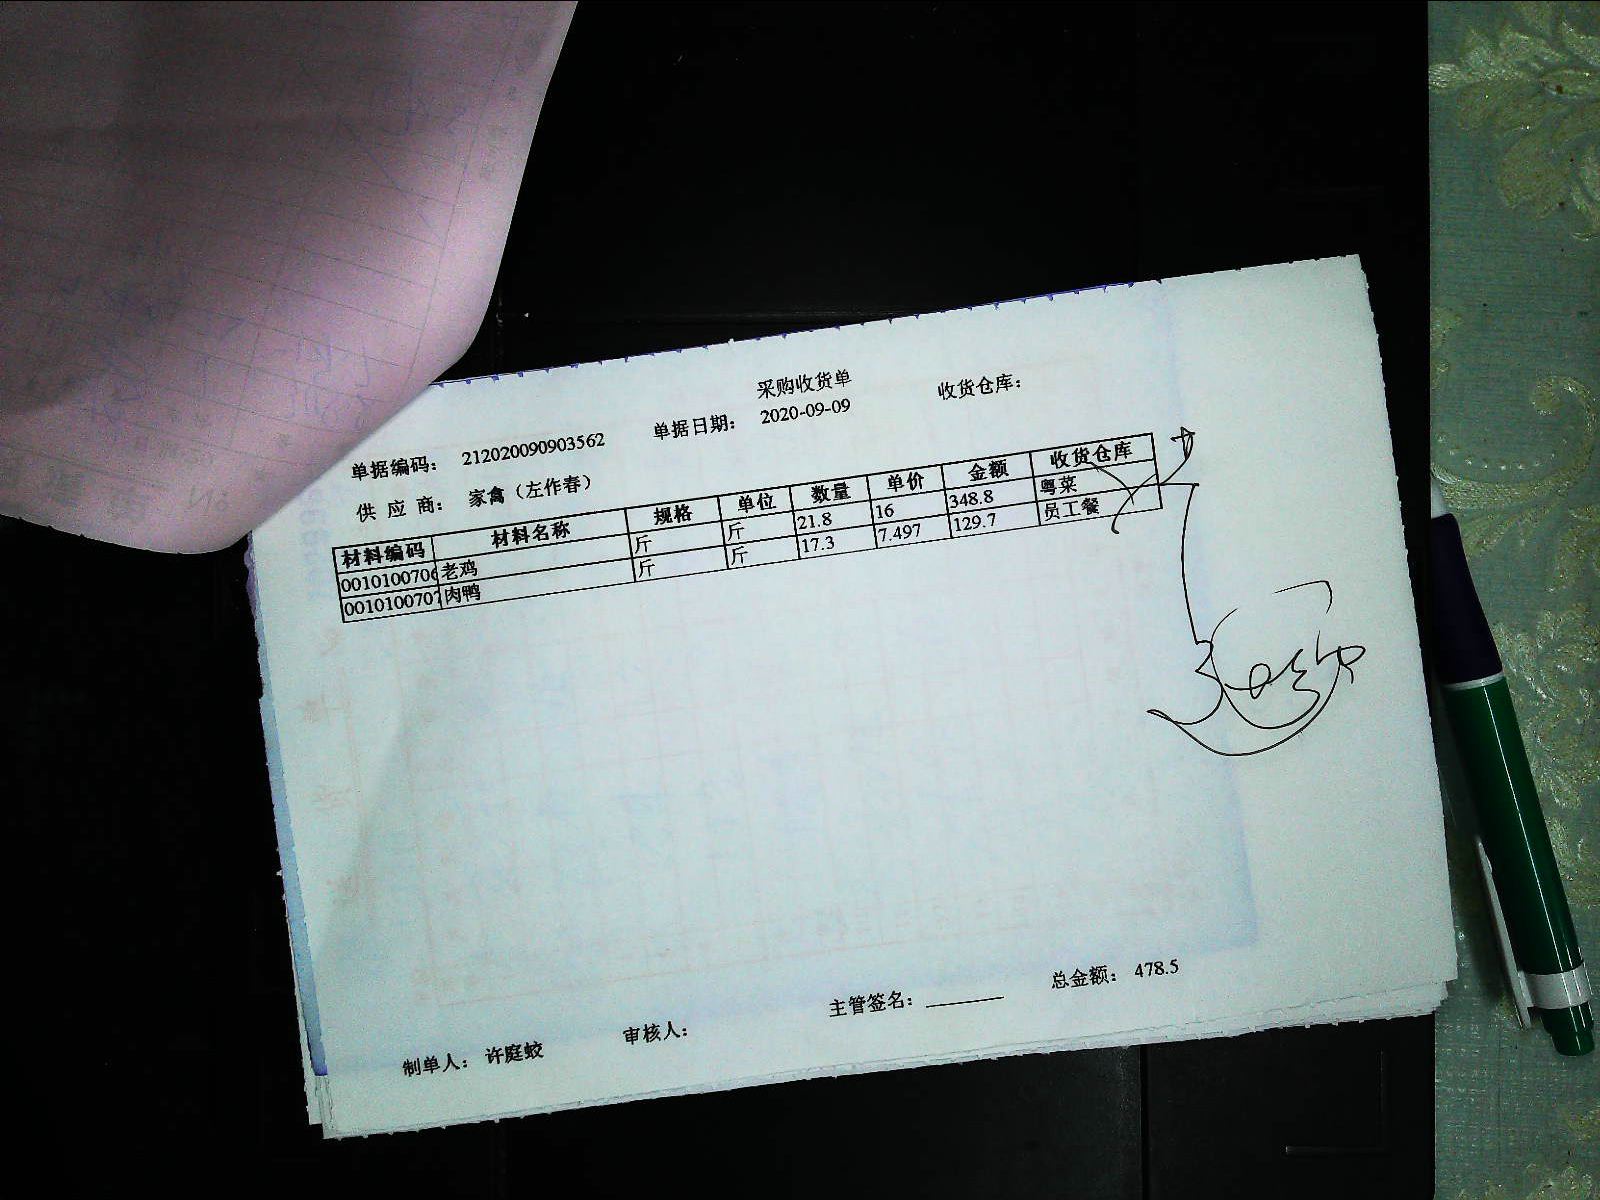 采购收货单
单据编码： 212020090903562 单据日期： 2020-09-09 收货仓库：
供 应 商： 家禽（左作春）
材料编码 材料名称 规格 单位 数量 单价 金额 收货仓库
0010100706 老鸡 斤 斤 21.8 16 348.8 粤菜
0010100707 肉鸭 斤 斤 17.3 7.497 129.7 员工餐
制单人： 许庭蛟 审核人： 主管签名： 总金额： 478.5